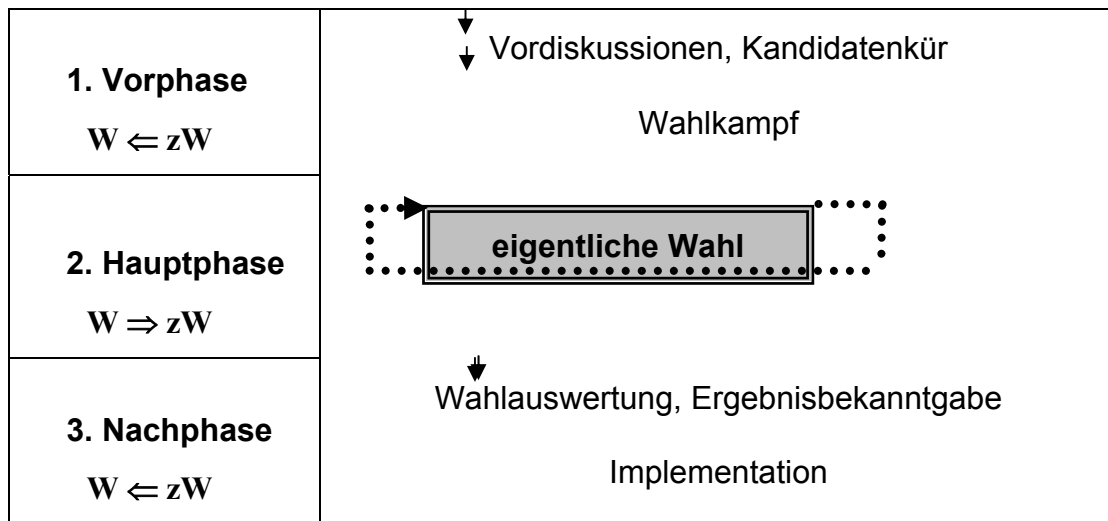 1. Vorphase
W ⇐ zW
Vordiskussionen, Kandidatenkür
Wahlkampf
2. Hauptphase
W ⇒ zW
eigentliche Wahl
3. Nachphase
W ⇐ zW
Wahlauswertung, Ergebnisbekanntgabe
Implementation